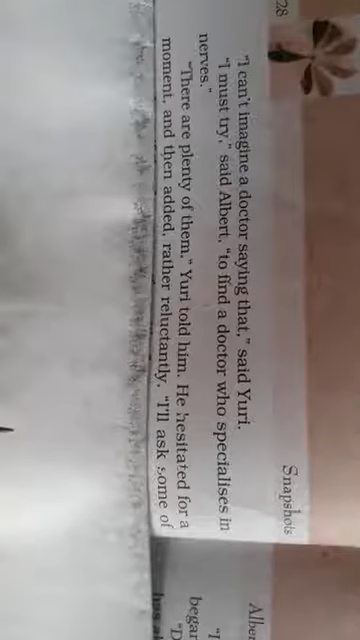 28
Snapshots
"I can't imagine a doctor saying that," said Yuri.
"I must try," said Albert, "to find a doctor who specialises in
nerves."
"There are plenty of them," Yuri told him. He hesitated for a
moment, and then added, rather reluctantly, "I'll ask some of
Alber
"I
began
"D